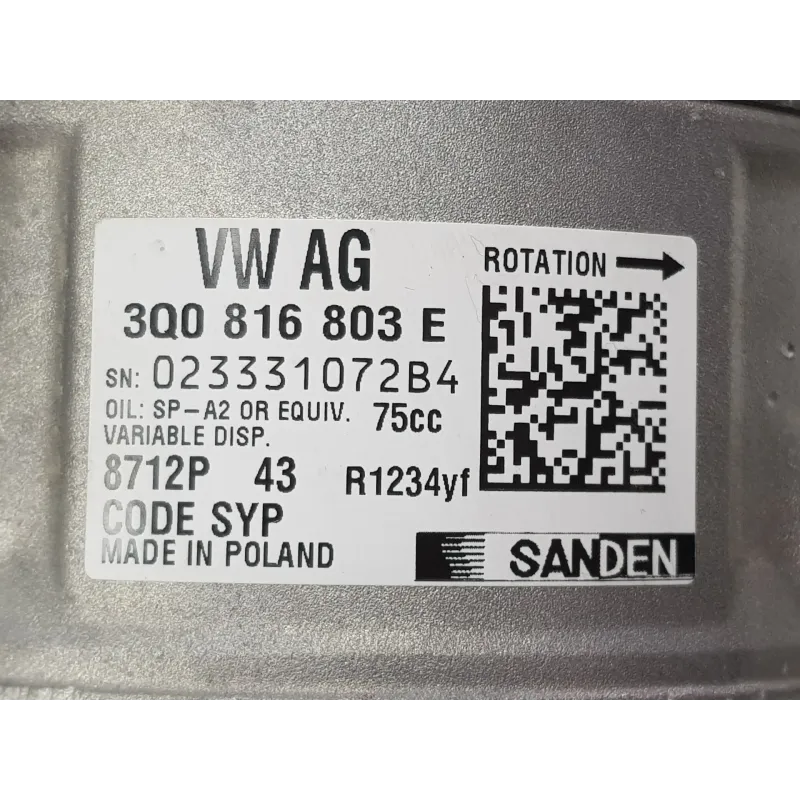 VW AG
ROTATION
3Q0 816 803 E
SN: 023331072B4
OIL: SP-A2 OR EQUIV. 75cc
VARIABLE DISP.
8712P 43 R1234yf
CODE SYP
MADE IN POLAND
SANDEN